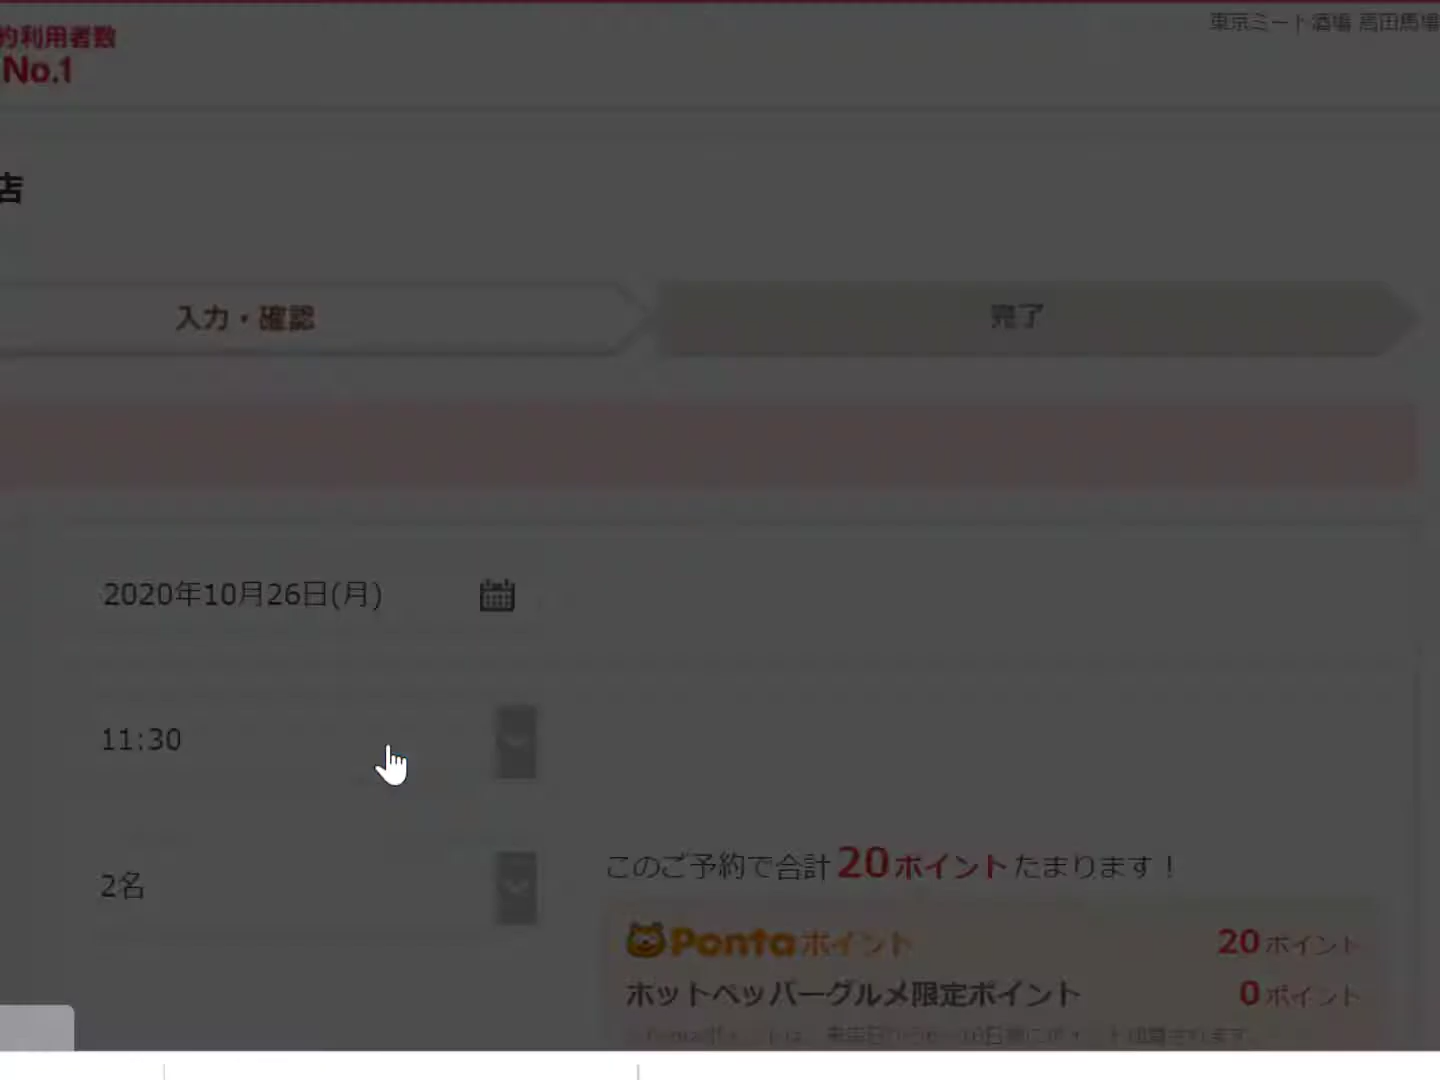 約利用者数
No.1
東京ミート酒場 高田馬場
店
入力・確認
完了
2020年10月26日(月)
11:30
2名
このご予約で合計20ポイントたまります！
Pontaポイント 20ポイント
ホットペッパーグルメ限定ポイント 0ポイント